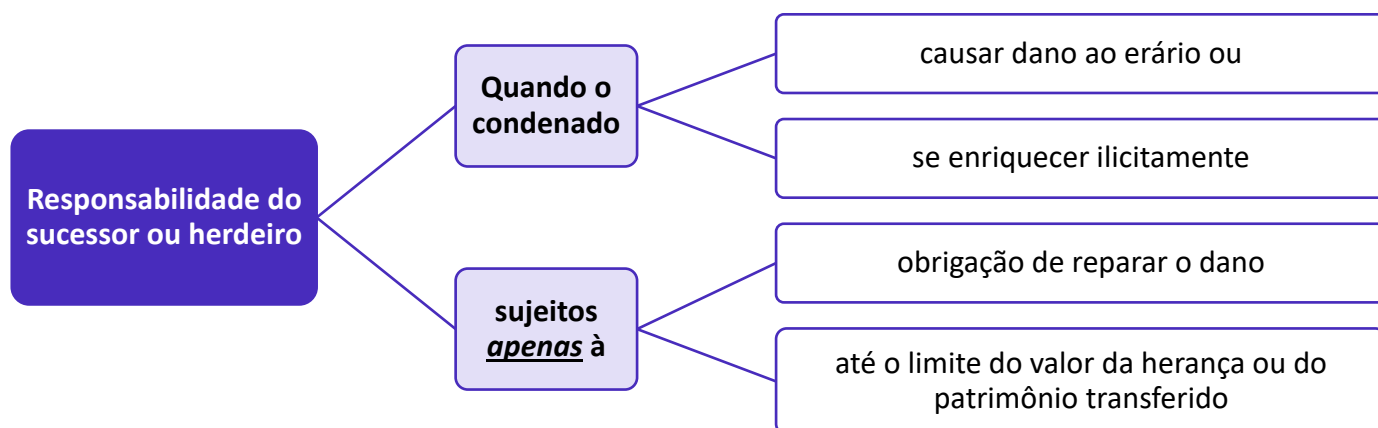 Responsabilidade do
sucessor ou herdeiro
Quando o
condenado
causar dano ao erário ou
se enriquecer ilicitamente
sujeitos
apenas à
obrigação de reparar o dano
até o limite do valor da herança ou do
patrimônio transferido